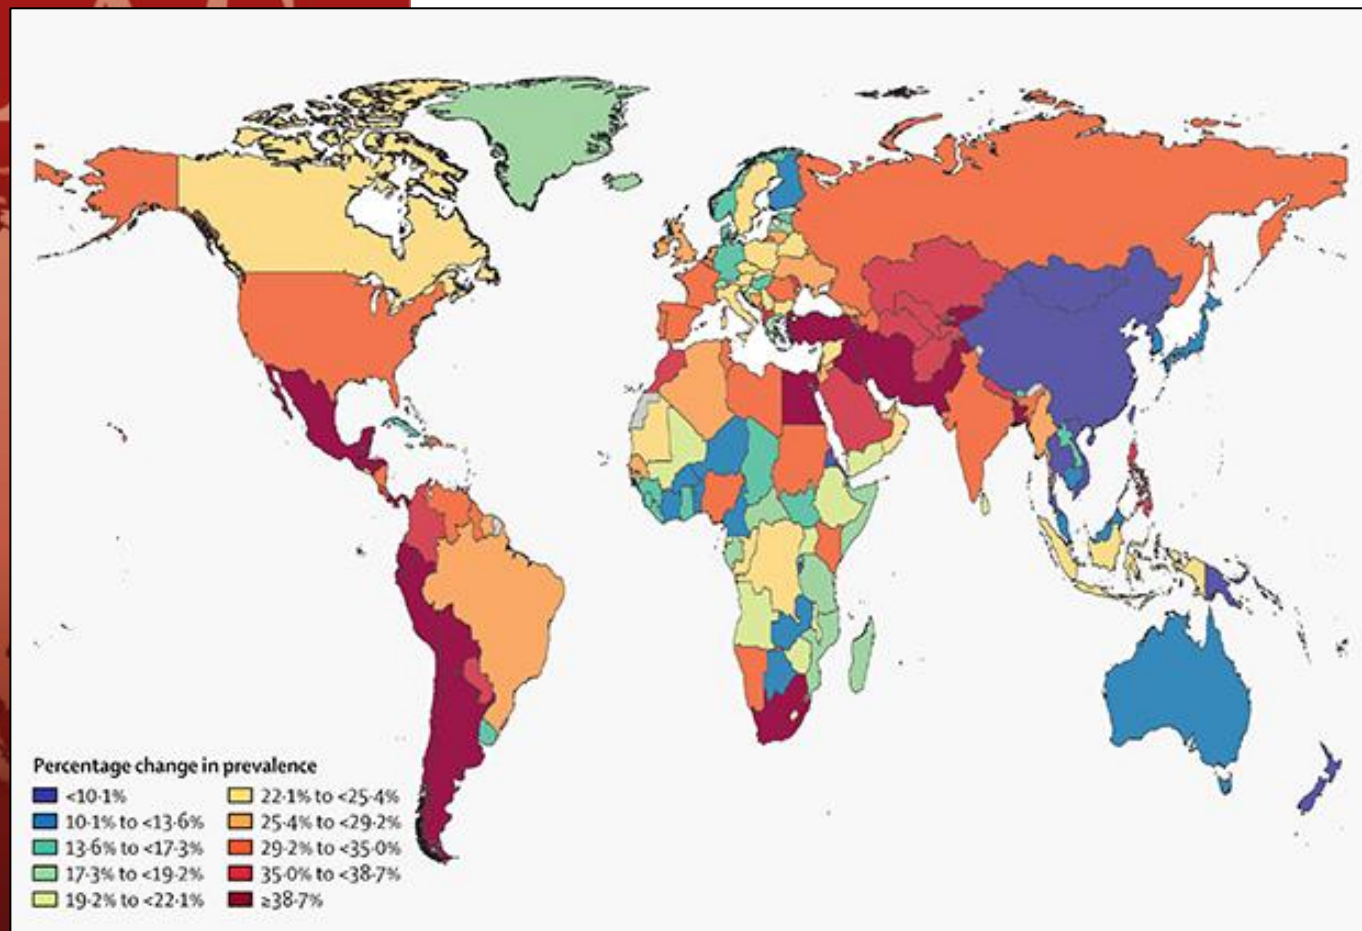 Percentage change in prevalence
<10·1%
10·1% to <13·6%
13·6% to <17·3%
17·3% to <19·2%
19·2% to <22·1%
22·1% to <25·4%
25·4% to <29·2%
29·2% to <35·0%
35·0% to <38·7%
≥38·7%